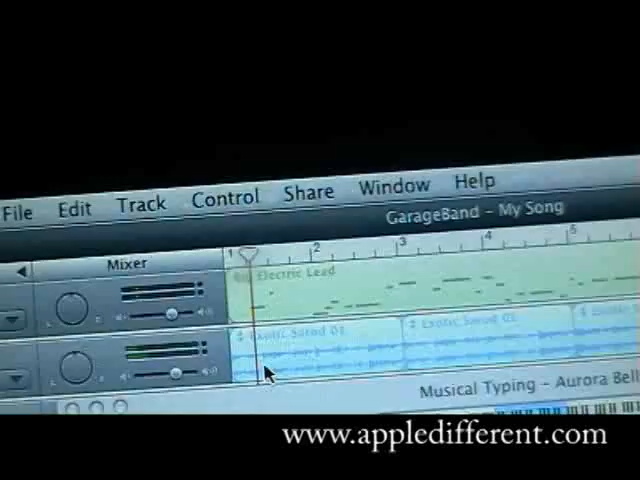 File Edit Track Control Share Window Help
GarageBand - My Song
Mixer
1 2 3 4 5
Electric Lead
Exotic Sarod 01
Exotic Sarod 01
Exotic
Musical Typing - Aurora Bell
www.appledifferent.com